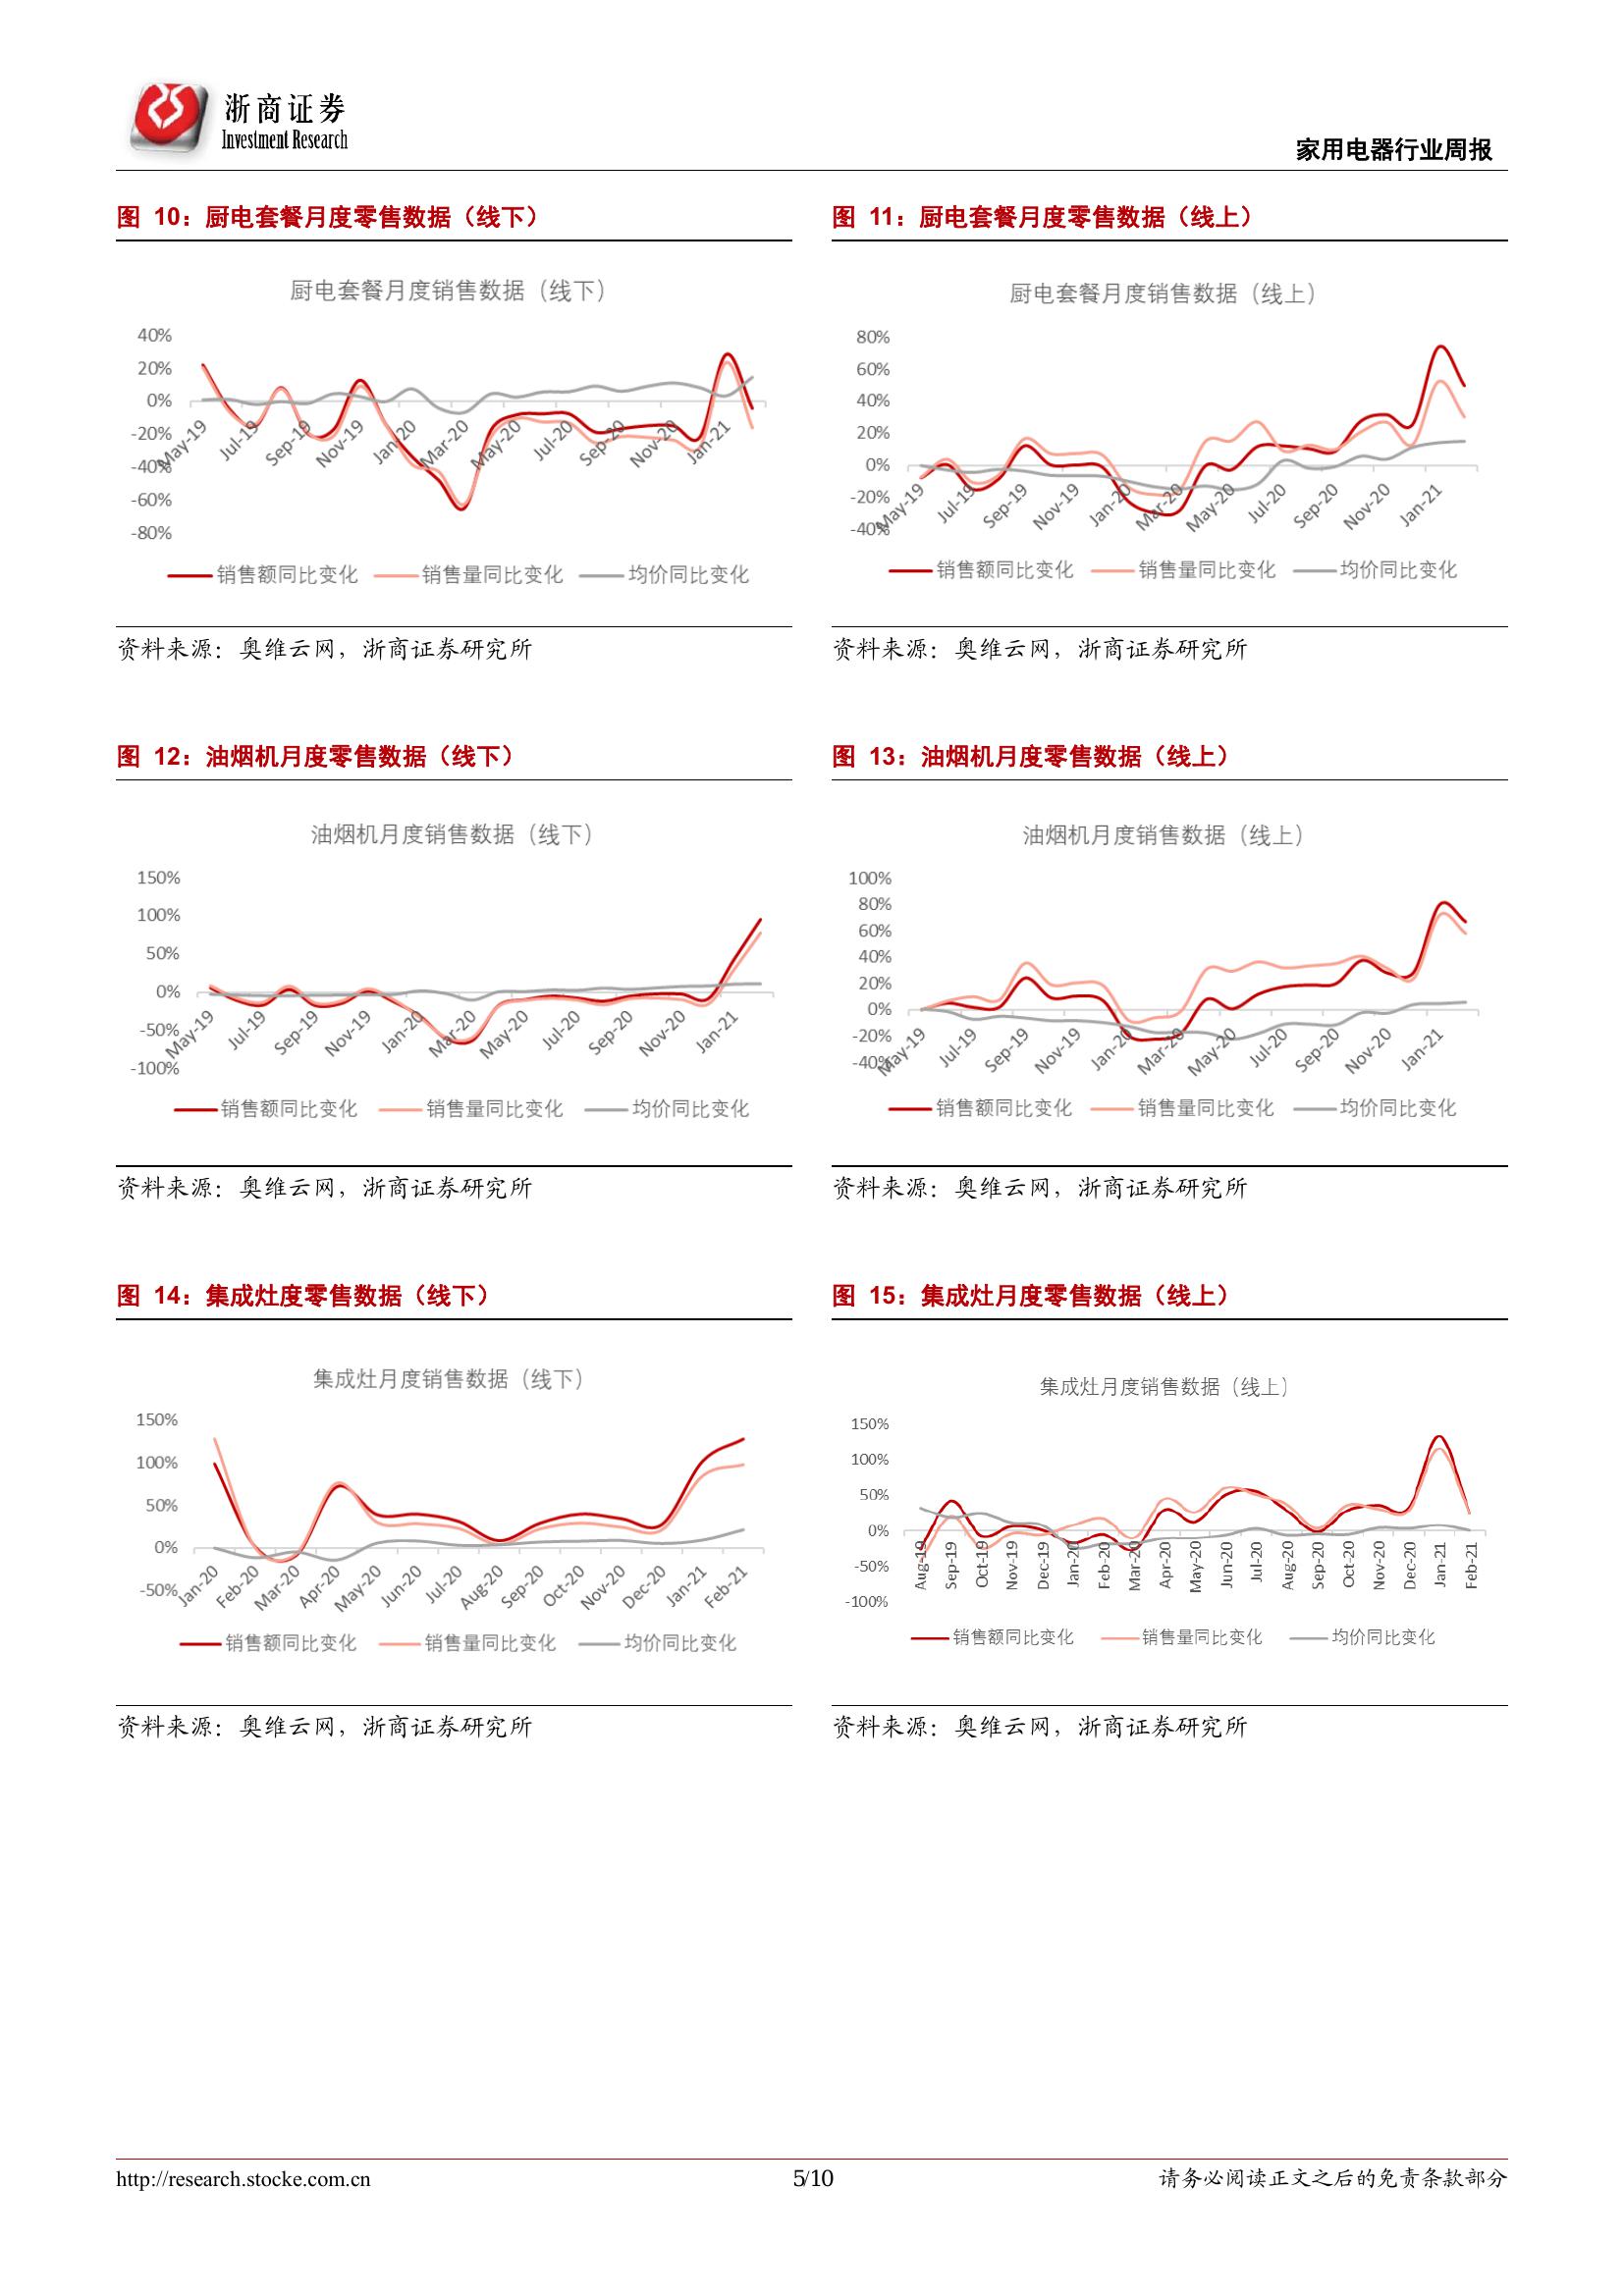 浙商证券
Investment Research
家用电器行业周报
图 10：厨电套餐月度零售数据（线下）
厨电套餐月度销售数据（线下）
40%
20%
0%
-20%
-40%
-60%
-80%
May-19 Jul-19 Sep-19 Nov-19 Jan-20 Mar-20 May-20 Jul-20 Sep-20 Nov-20 Jan-21
销售额同比变化 销售量同比变化 均价同比变化
资料来源：奥维云网，浙商证券研究所
图 11：厨电套餐月度零售数据（线上）
厨电套餐月度销售数据（线上）
80%
60%
40%
20%
0%
-20%
-40%
May-19 Jul-19 Sep-19 Nov-19 Jan-20 Mar-20 May-20 Jul-20 Sep-20 Nov-20 Jan-21
销售额同比变化 销售量同比变化 均价同比变化
资料来源：奥维云网，浙商证券研究所
图 12：油烟机月度零售数据（线下）
油烟机月度销售数据（线下）
150%
100%
50%
0%
-50%
-100%
May-19 Jul-19 Sep-19 Nov-19 Jan-20 Mar-20 May-20 Jul-20 Sep-20 Nov-20 Jan-21
销售额同比变化 销售量同比变化 均价同比变化
资料来源：奥维云网，浙商证券研究所
图 13：油烟机月度零售数据（线上）
油烟机月度销售数据（线上）
100%
80%
60%
40%
20%
0%
-20%
-40%
May-19 Jul-19 Sep-19 Nov-19 Jan-20 Mar-20 May-20 Jul-20 Sep-20 Nov-20 Jan-21
销售额同比变化 销售量同比变化 均价同比变化
资料来源：奥维云网，浙商证券研究所
图 14：集成灶度零售数据（线下）
集成灶月度销售数据（线下）
150%
100%
50%
0%
-50%
Jan-20 Feb-20 Mar-20 Apr-20 May-20 Jun-20 Jul-20 Aug-20 Sep-20 Oct-20 Nov-20 Dec-20 Jan-21 Feb-21
销售额同比变化 销售量同比变化 均价同比变化
资料来源：奥维云网，浙商证券研究所
图 15：集成灶月度零售数据（线上）
集成灶月度销售数据（线上）
150%
100%
50%
0%
-50%
-100%
Aug-19 Sep-19 Oct-19 Nov-19 Dec-19 Jan-20 Feb-20 Mar-20 Apr-20 May-20 Jun-20 Jul-20 Aug-20 Sep-20 Oct-20 Nov-20 Dec-20 Jan-21 Feb-21
销售额同比变化 销售量同比变化 均价同比变化
资料来源：奥维云网，浙商证券研究所
http://research.stocke.com.cn 5/10 请务必阅读正文之后的免责条款部分